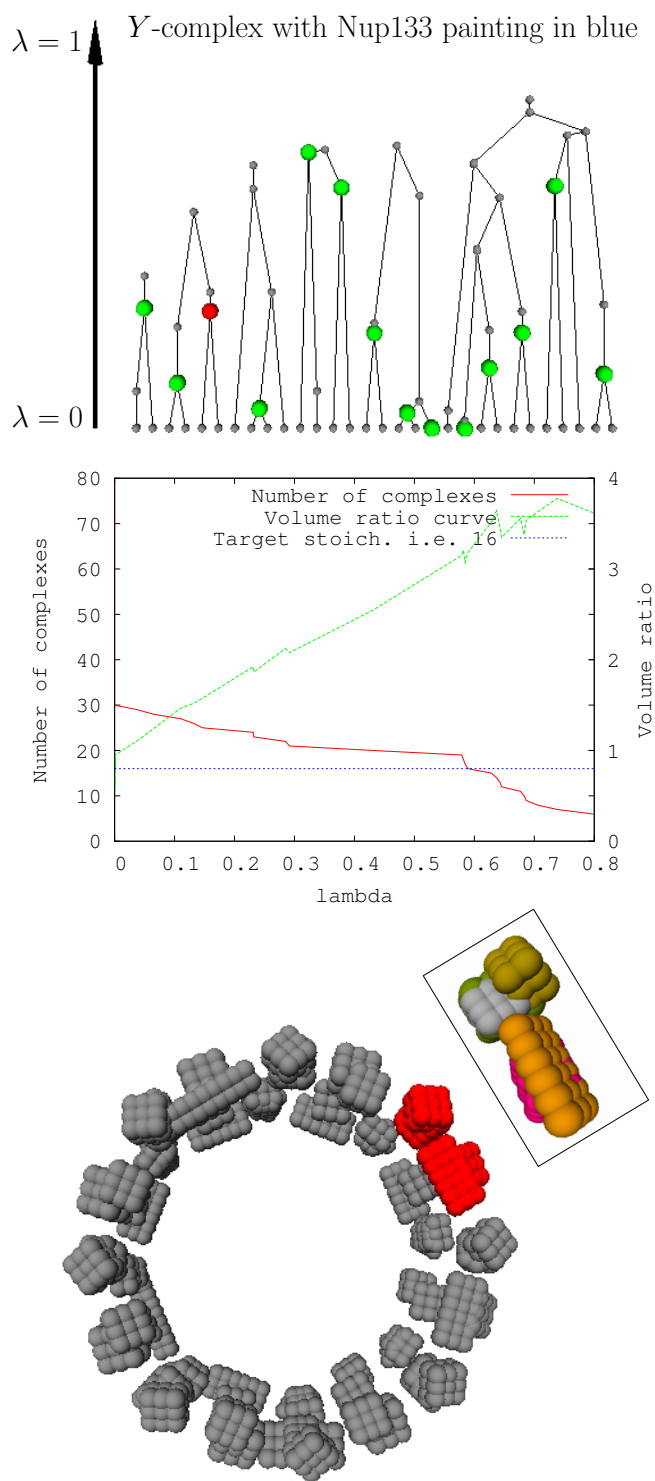 λ = 1
Y-complex with Nup133 painting in blue
λ = 0
80
70
60
50
40
30
20
10
0
Number of complexes
Number of complexes
Volume ratio curve
Target stoich. i.e. 16
4
3
2
1
0
Volume ratio
0 0.1 0.2 0.3 0.4 0.5 0.6 0.7 0.8
lambda